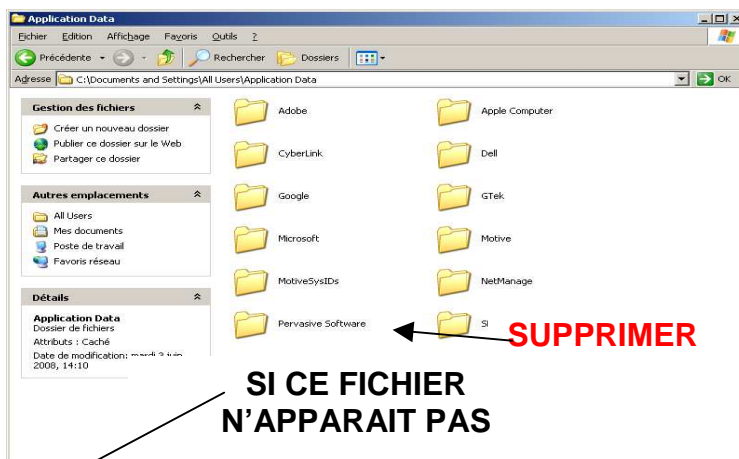 Application Data
Fichier Edition Affichage Favoris Outils ?
Précédente Rechercher Dossiers
Adresse C:\Documents and Settings\All Users\Application Data OK
Gestion des fichiers
Créer un nouveau dossier
Publier ce dossier sur le Web
Partager ce dossier
Autres emplacements
All Users
Mes documents
Poste de travail
Favoris réseau
Détails
Application Data
Dossier de fichiers
Attributs : Caché
Date de modification: mardi 3 juin
2008, 14:10
Adobe Apple Computer
CyberLink Dell
Google GTek
Microsoft Motive
MotiveSysIDs NetManage
Pervasive Software
SUPPRIMER
SI CE FICHIER
N'APPARAIT PAS